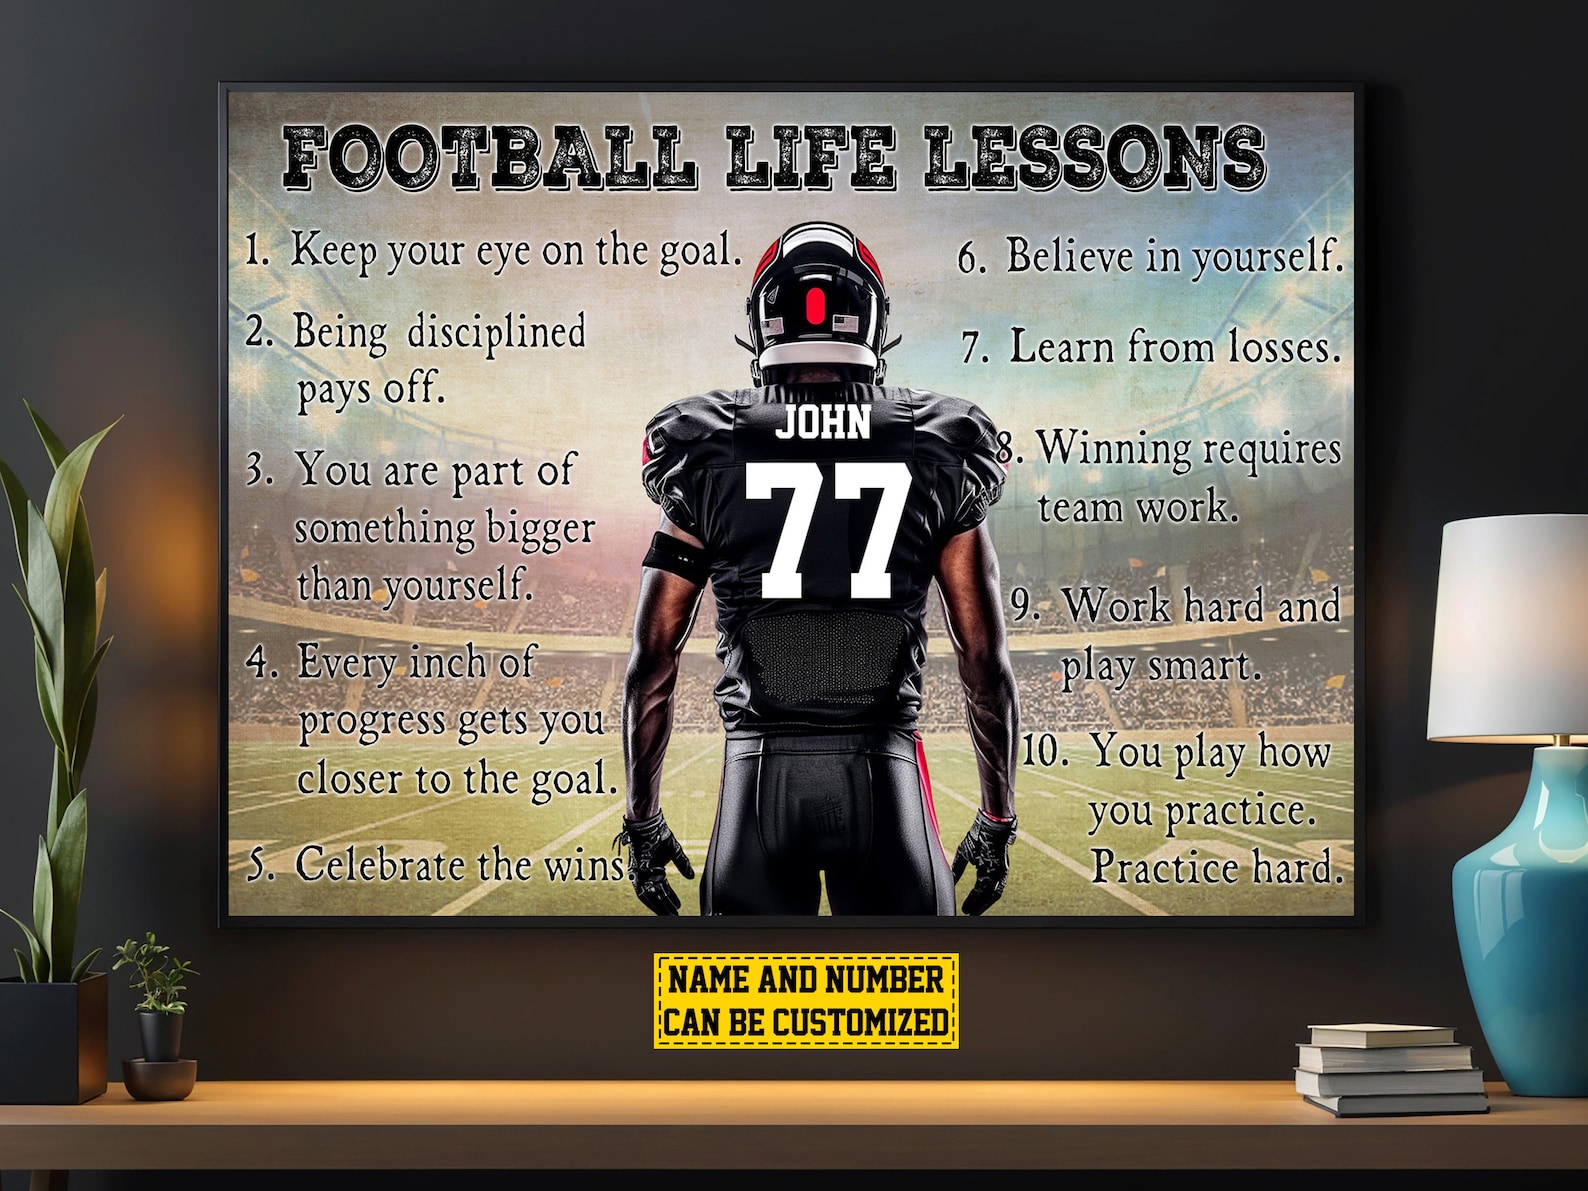 FOOTBALL LIFE LESSONS
1. Keep your eye on the goal.
2. Being disciplined
pays off.
3. You are part of
something bigger
than yourself.
4. Every inch of
progress gets you
closer to the goal.
5. Celebrate the wins.
6. Believe in yourself.
7. Learn from losses.
8. Winning requires
team work.
9. Work hard and
play smart.
10. You play how
you practice.
Practice hard.
JOHN
77
NAME AND NUMBER
CAN BE CUSTOMIZED